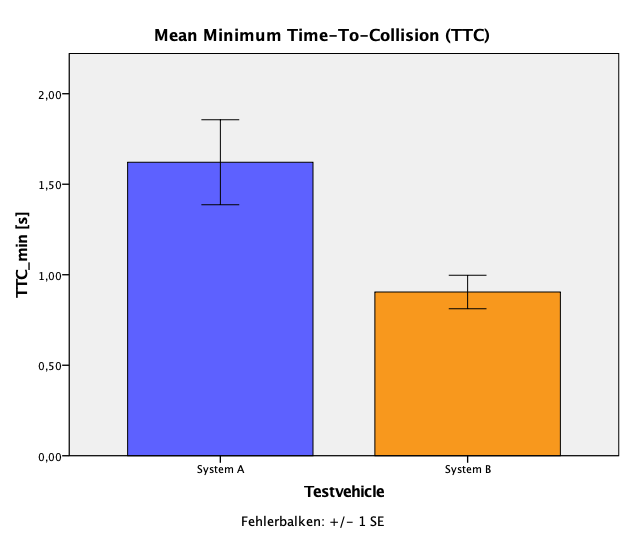 Mean Minimum Time-To-Collision (TTC)
2,00
1,50
1,00
0,50
0,00
TTC_min [s]
System A
System B
Testvehicle
Fehlerbalken: +/- 1 SE